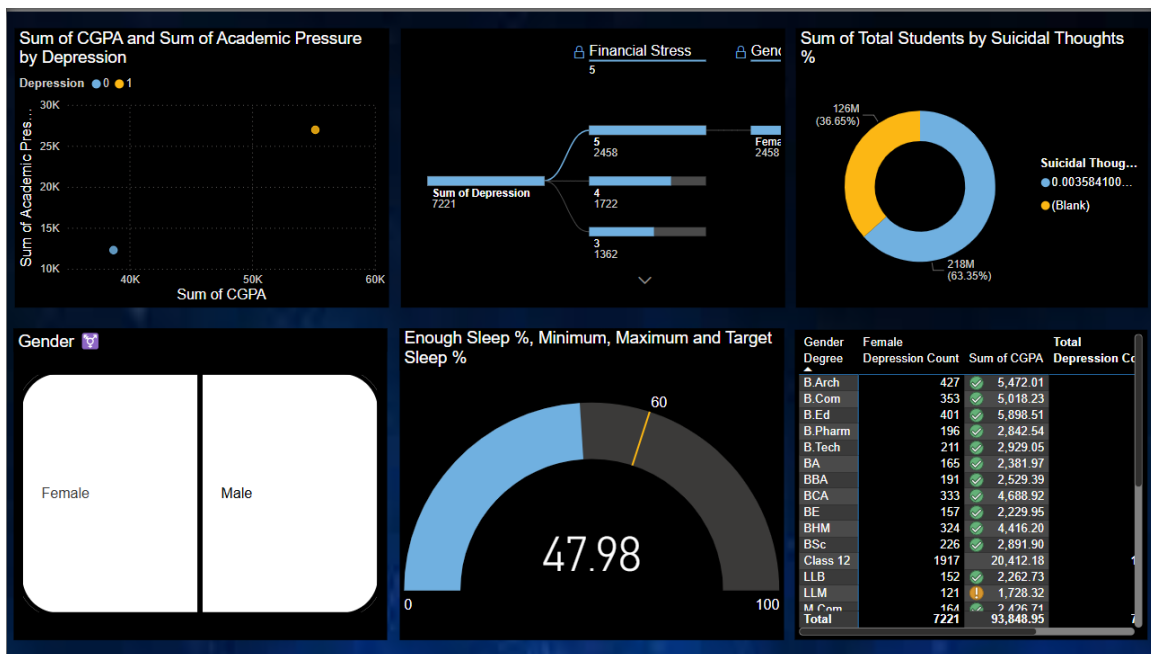 Sum of CGPA and Sum of Academic Pressure
by Depression
Depression 0 1
30K
25K
20K
15K
10K
Sum of Academic Pres...
40K 50K 60K
Sum of CGPA
Financial Stress
5
5
2458
Sum of Depression
7221
4
1722
3
1362
Sum of Total Students by Suicidal Thoughts
%
126M
(36.65%)
218M
(63.35%)
Suicidal Thoug...
0.003584100...
(Blank)
Gender ⚧
Female
Male
Enough Sleep %, Minimum, Maximum and Target
Sleep %
60
47.98
0
100
Gender Female Total
Degree Depression Count Sum of CGPA Depression Co
B.Arch 427 5,472.01
B.Com 353 5,018.23
B.Ed 401 5,898.51
B.Pharm 196 2,842.54
B.Tech 211 2,929.05
BA 165 2,381.97
BBA 191 2,529.39
BCA 333 4,688.92
BE 157 2,229.95
BHM 324 4,416.20
BSc 226 2,891.90
Class 12 1917 20,412.18
LLB 152 2,262.73
LLM 121 1,728.32
M.Com 164 2,426.71
Total 7221 93,848.95